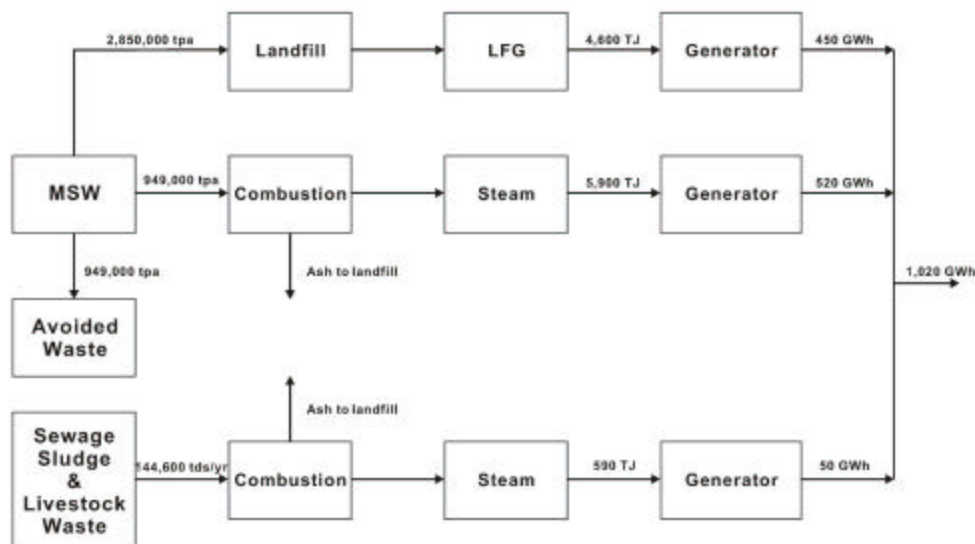 2,850,000 tpa
Landfill
LFG
4,600 TJ
Generator
450 GWh
MSW
949,000 tpa
Combustion
Steam
5,900 TJ
Generator
520 GWh
949,000 tpa
Ash to landfill
1,020 GWh
Avoided
Waste
Ash to landfill
Sewage
Sludge
&
Livestock
Waste
144,600 tds/yr
Combustion
Steam
590 TJ
Generator
50 GWh